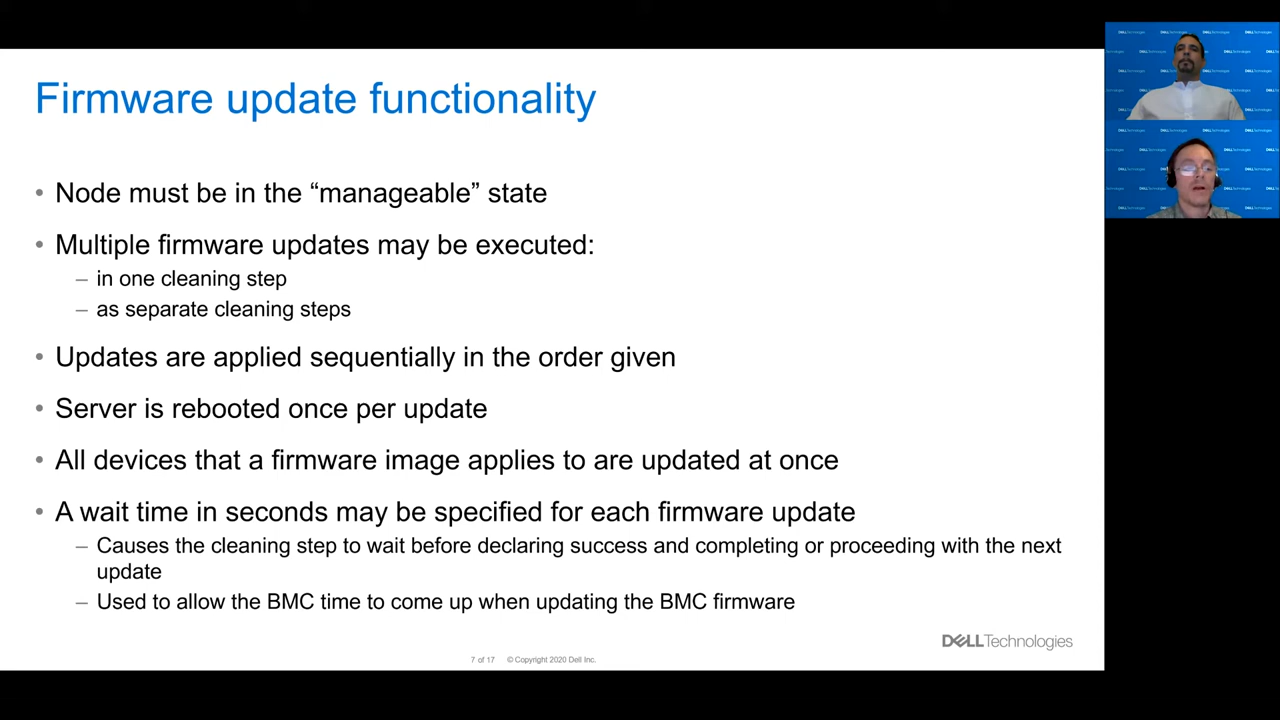 Firmware update functionality
• Node must be in the “manageable” state
• Multiple firmware updates may be executed:
– in one cleaning step
– as separate cleaning steps
• Updates are applied sequentially in the order given
• Server is rebooted once per update
• All devices that a firmware image applies to are updated at once
• A wait time in seconds may be specified for each firmware update
– Causes the cleaning step to wait before declaring success and completing or proceeding with the next
update
– Used to allow the BMC time to come up when updating the BMC firmware
DELLTechnologies
7 of 17 © Copyright 2020 Dell Inc.